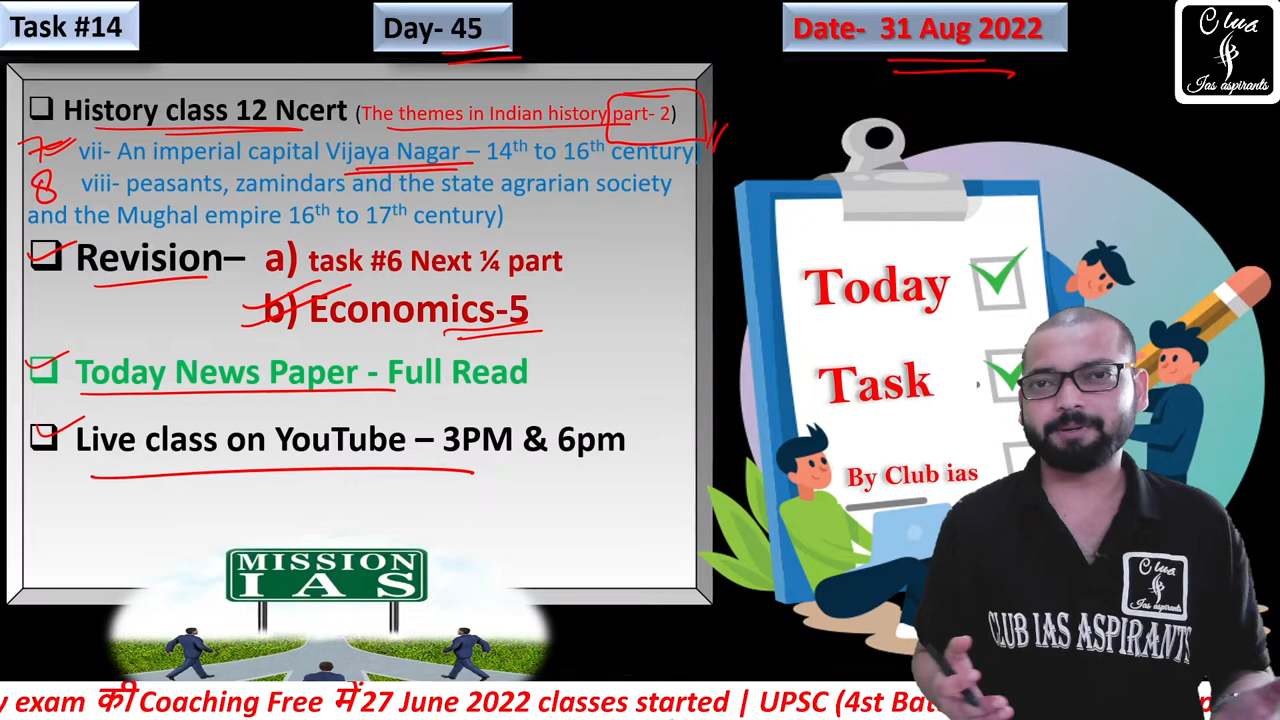 Task #14
Day- 45
Date- 31 Aug 2022
Clua
Ias aspirants
History class 12 Ncert (The themes in Indian history part- 2)
7 vii- An imperial capital Vijaya Nagar – 14th to 16th century)
8 viii- peasants, zamindars and the state agrarian society
and the Mughal empire 16th to 17th century)
Revision– a) task #6 Next ¼ part
b) Economics-5
Today News Paper - Full Read
Live class on YouTube – 3PM & 6pm
MISSION
IAS
Today
Task
By Club ias
Clua
Ias aspirants
CLUB IAS ASPIRANTS
y exam की Coaching Free में 27 June 2022 classes started | UPSC (4st Bat